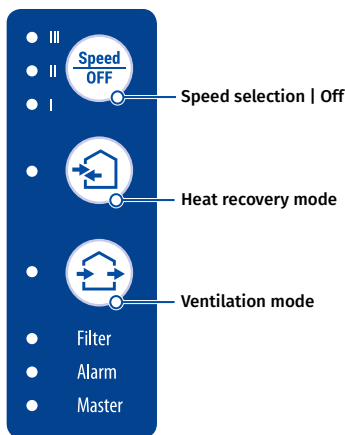 III
Speed
II
OFF
I
Speed selection | Off
Heat recovery mode
Ventilation mode
Filter
Alarm
Master